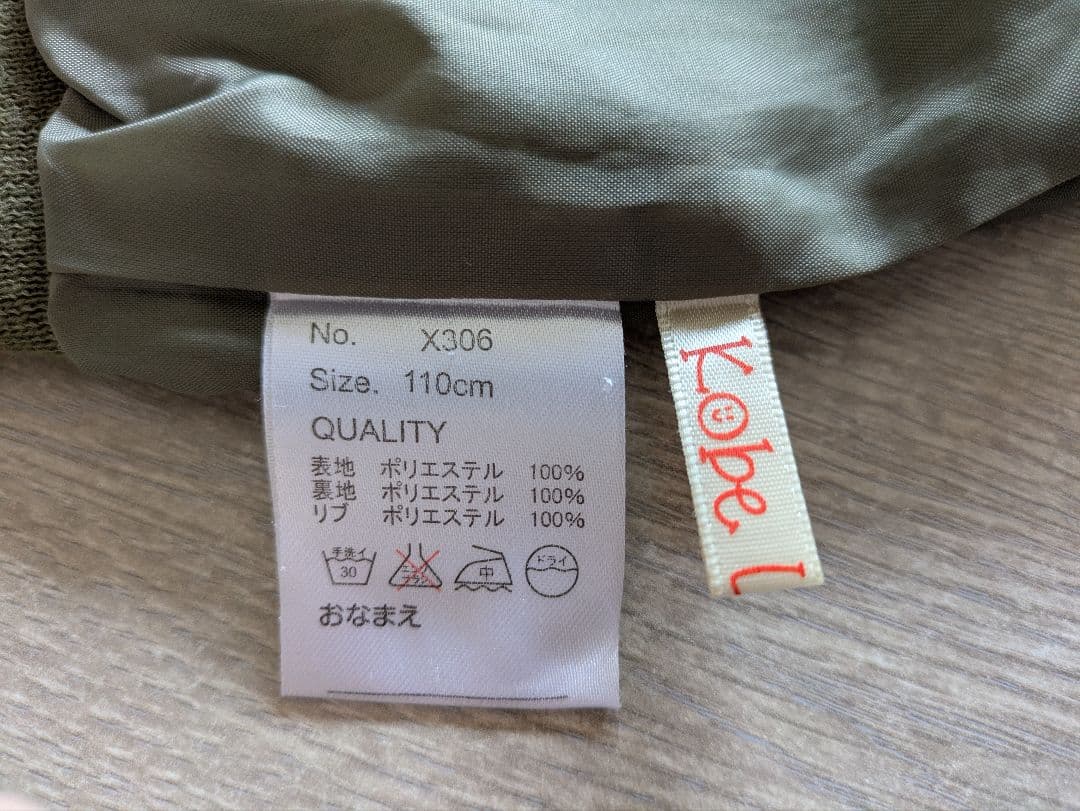 No. X306
Size. 110cm
QUALITY
表地 ポリエステル 100%
裏地 ポリエステル 100%
リブ ポリエステル 100%
手洗イ
30
中
ドライ
おなまえ
Kobe